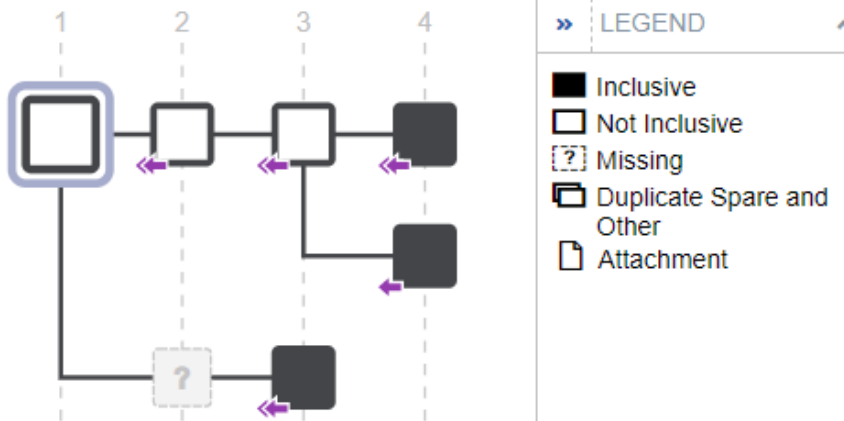 1 2 3 4
» LEGEND
Inclusive
Not Inclusive
? Missing
Duplicate Spare and
Other
Attachment
?